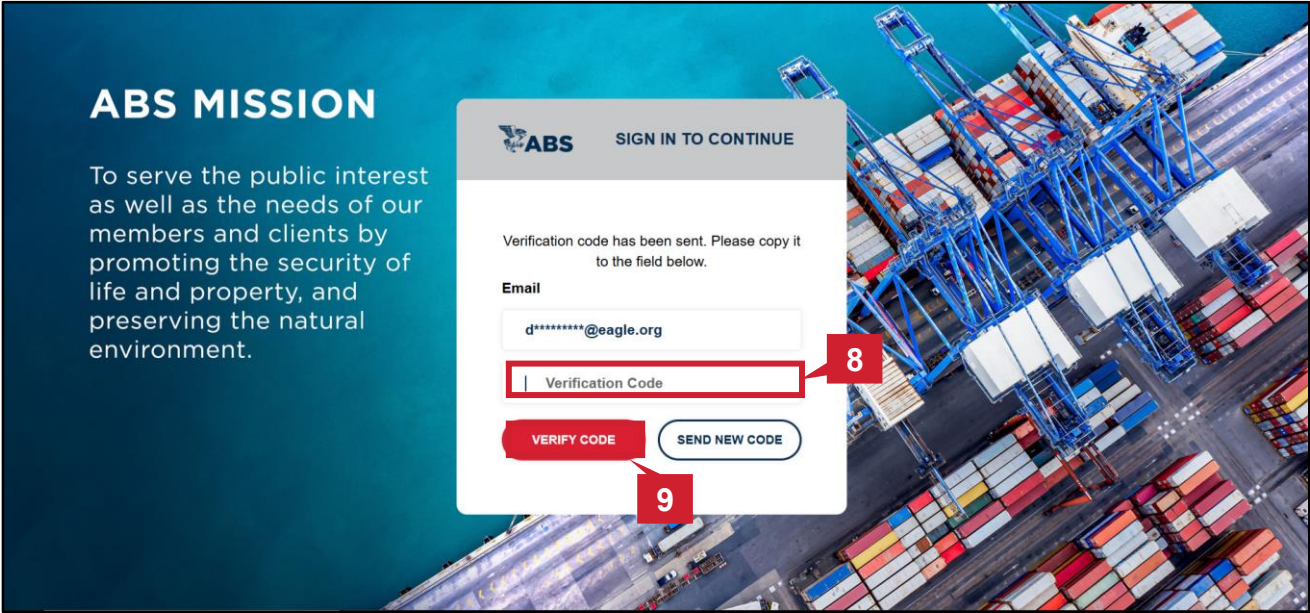 ABS MISSION
To serve the public interest
as well as the needs of our
members and clients by
promoting the security of
life and property, and
preserving the natural
environment.
ABS
SIGN IN TO CONTINUE
Verification code has been sent. Please copy it
to the field below.
Email
d*********@eagle.org
Verification Code
8
VERIFY CODE
SEND NEW CODE
9